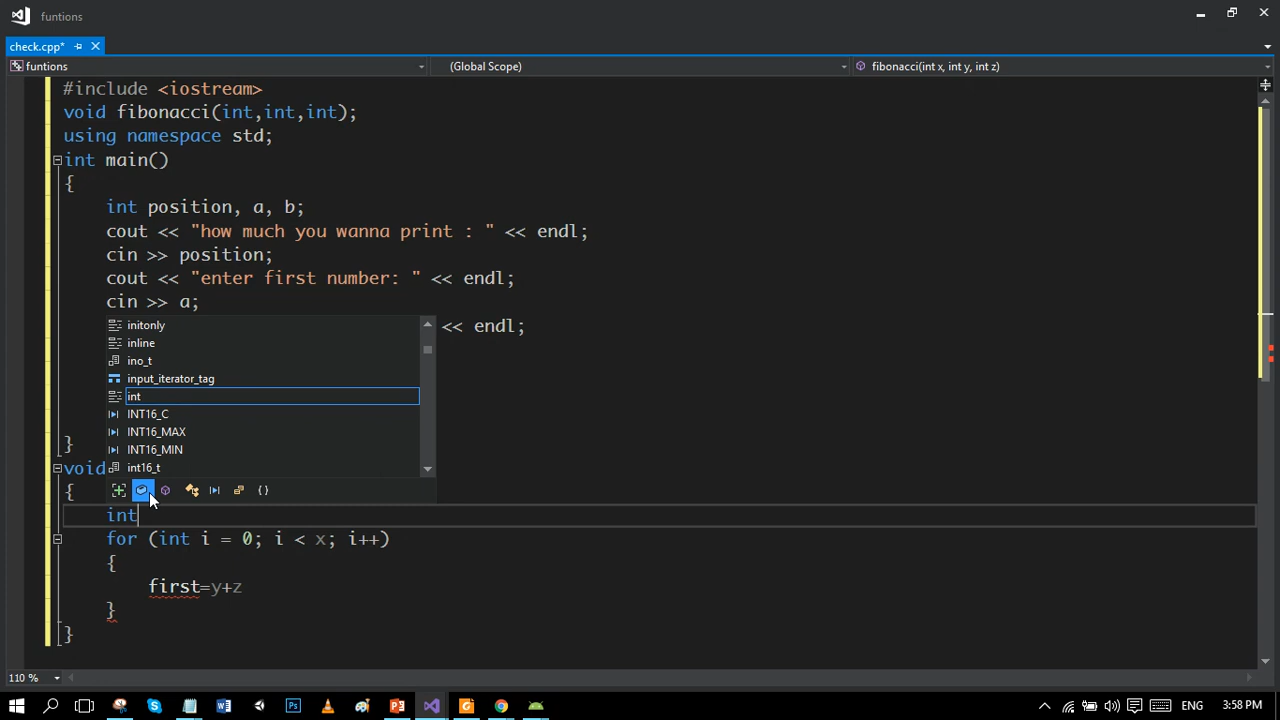 funtions
check.cpp*
funtions
(Global Scope)
fibonacci(int x, int y, int z)
#include <iostream>
void fibonacci(int,int,int);
using namespace std;
int main()
{
int position, a, b;
cout << "how much you wanna print : " << endl;
cin >> position;
cout << "enter first number: " << endl;
cin >> a;
<< endl;
initonly
inline
ino_t
input_iterator_tag
int
INT16_C
INT16_MAX
INT16_MIN
int16_t
}
void
{
int
for (int i = 0; i < x; i++)
{
first=y+z
}
}
110 %
ENG
3:58 PM